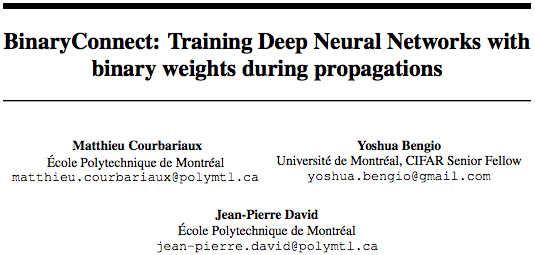 BinaryConnect: Training Deep Neural Networks with
binary weights during propagations
Matthieu Courbariaux
École Polytechnique de Montréal
matthieu.courbariaux@polymtl.ca
Yoshua Bengio
Université de Montréal, CIFAR Senior Fellow
yoshua.bengio@gmail.com
Jean-Pierre David
École Polytechnique de Montréal
jean-pierre.david@polymtl.ca